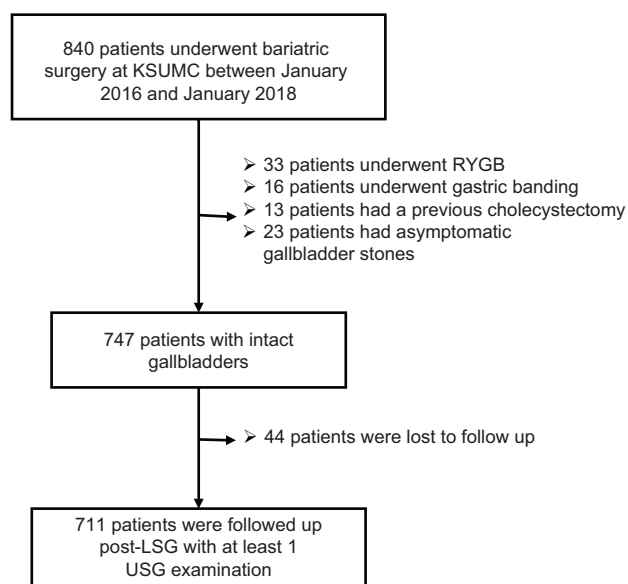 840 patients underwent bariatric
surgery at KSUMC between January
2016 and January 2018
➢ 33 patients underwent RYGB
➢ 16 patients underwent gastric banding
➢ 13 patients had a previous cholecystectomy
➢ 23 patients had asymptomatic
gallbladder stones
747 patients with intact
gallbladders
➢ 44 patients were lost to follow up
711 patients were followed up
post-LSG with at least 1
USG examination